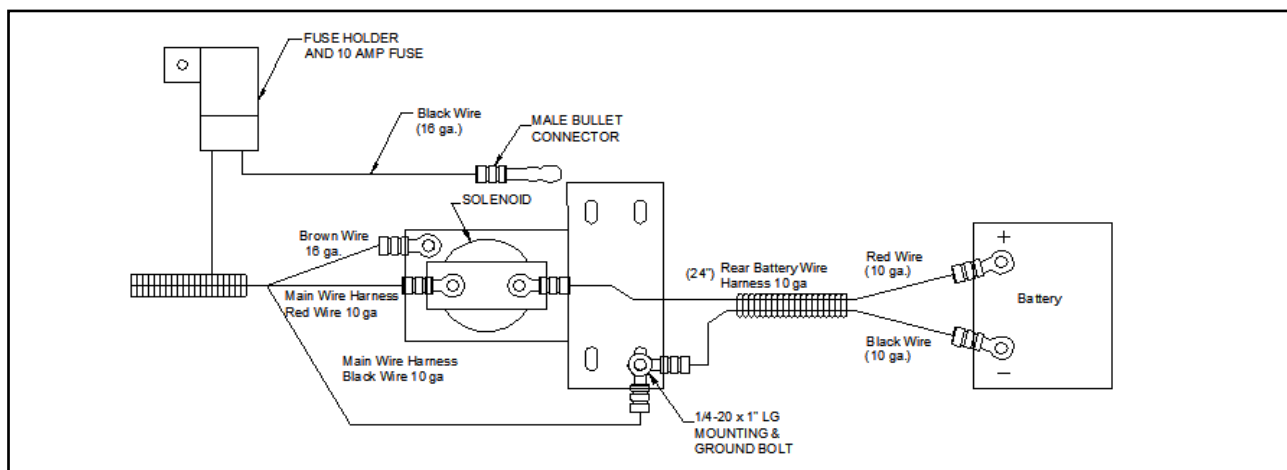 FUSE HOLDER
AND 10 AMP FUSE
Black Wire
(16 ga.)
MALE BULLET
CONNECTOR
SOLENOID
Brown Wire
16 ga.
Main Wire Harness
Red Wire 10 ga
Main Wire Harness
Black Wire 10 ga
(24") Rear Battery Wire
Harness 10 ga
Red Wire
(10 ga.)
+
Battery
Black Wire
(10 ga.)
–
1/4-20 x 1" LG
MOUNTING &
GROUND BOLT